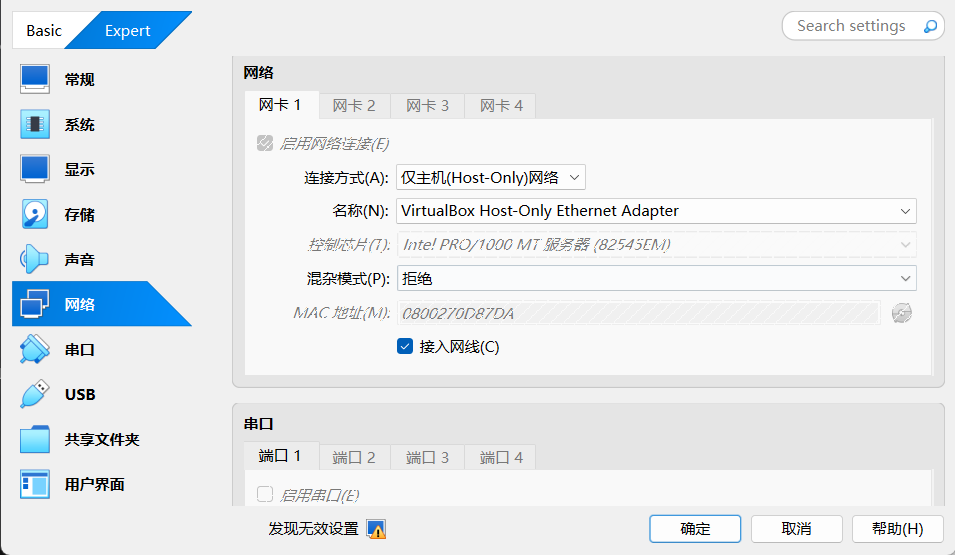 Basic Expert Search settings
常规
系统
显示
存储
声音
网络
串口
USB
共享文件夹
用户界面
网络
网卡 1 网卡 2 网卡 3 网卡 4
启用网络连接(E)
连接方式(A): 仅主机(Host-Only)网络
名称(N): VirtualBox Host-Only Ethernet Adapter
控制芯片(T): Intel PRO/1000 MT 服务器 (82545EM)
混杂模式(P): 拒绝
MAC 地址(M): 0800270D87DA
接入网线(C)
串口
端口 1 端口 2 端口 3 端口 4
启用串口(E)
发现无效设置 确定 取消 帮助(H)